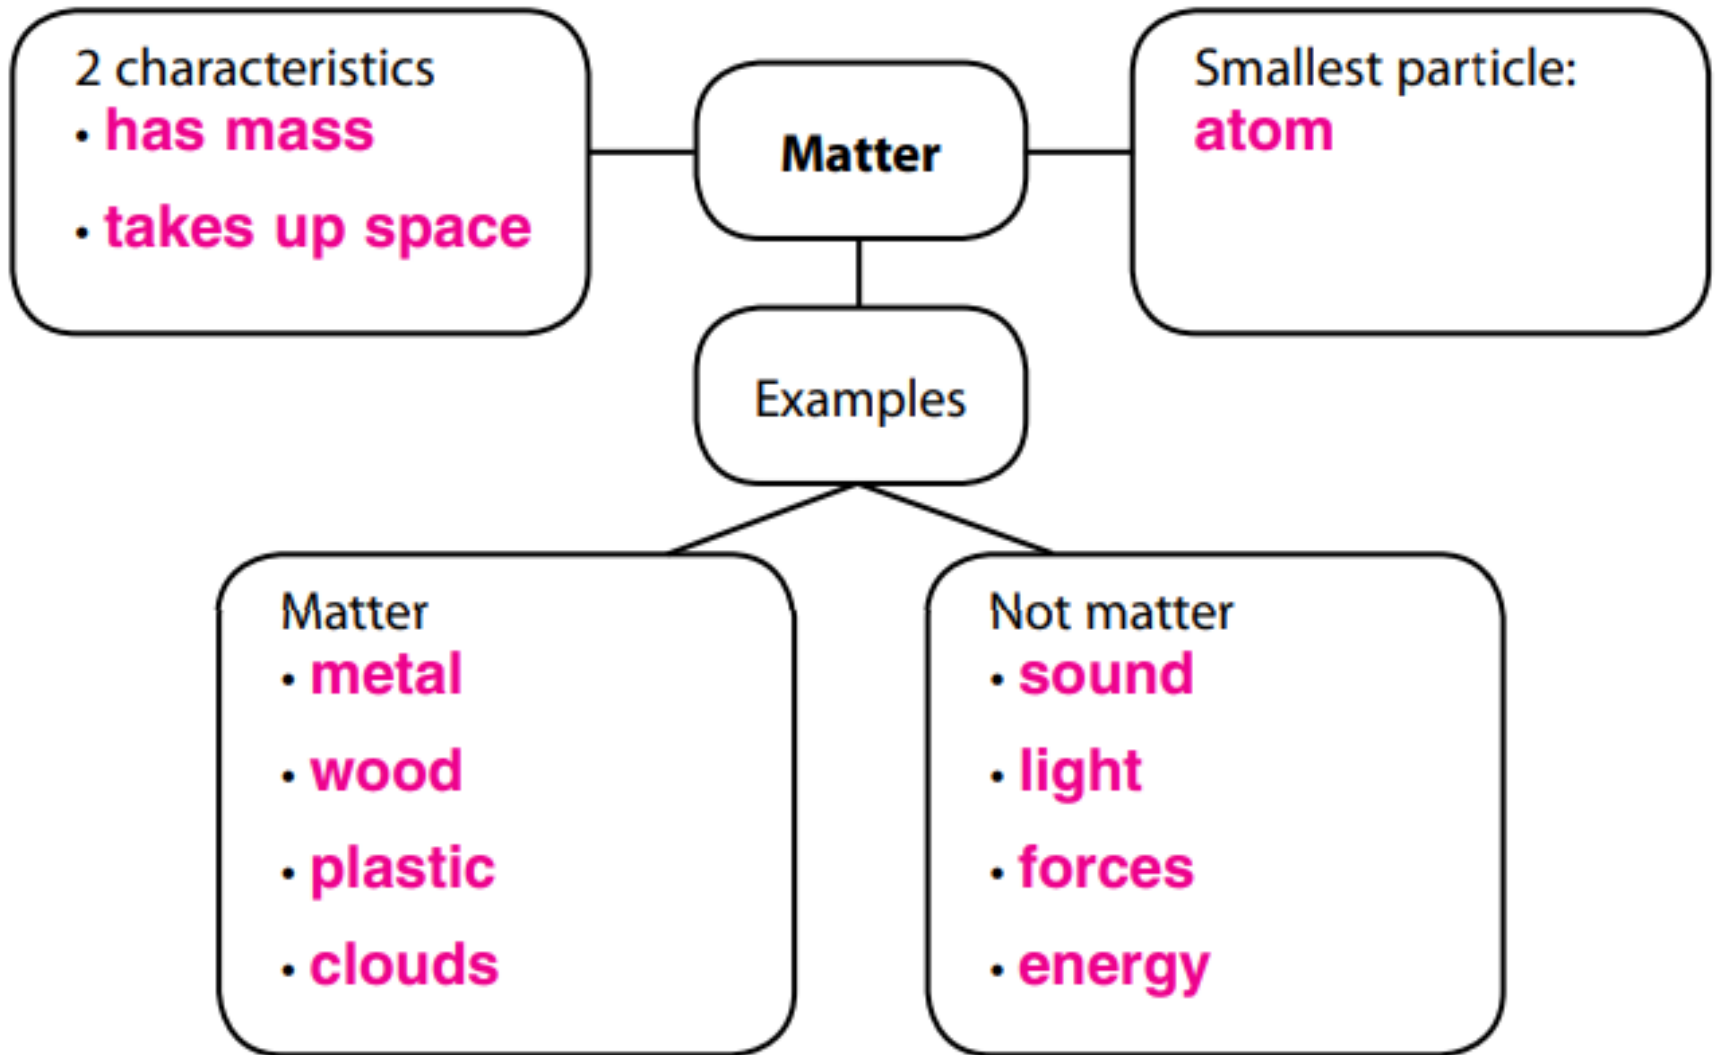 2 characteristics
• has mass
• takes up space
Matter
Smallest particle:
atom
Examples
Matter
• metal
• wood
• plastic
• clouds
Not matter
• sound
• light
• forces
• energy